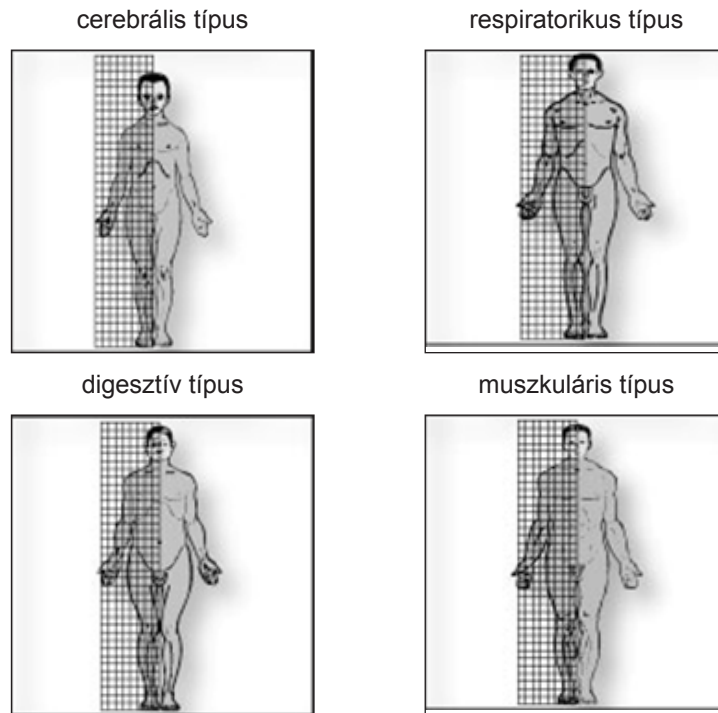 cerebrális típus
respiratorikus típus
digesztív típus
muszkuláris típus